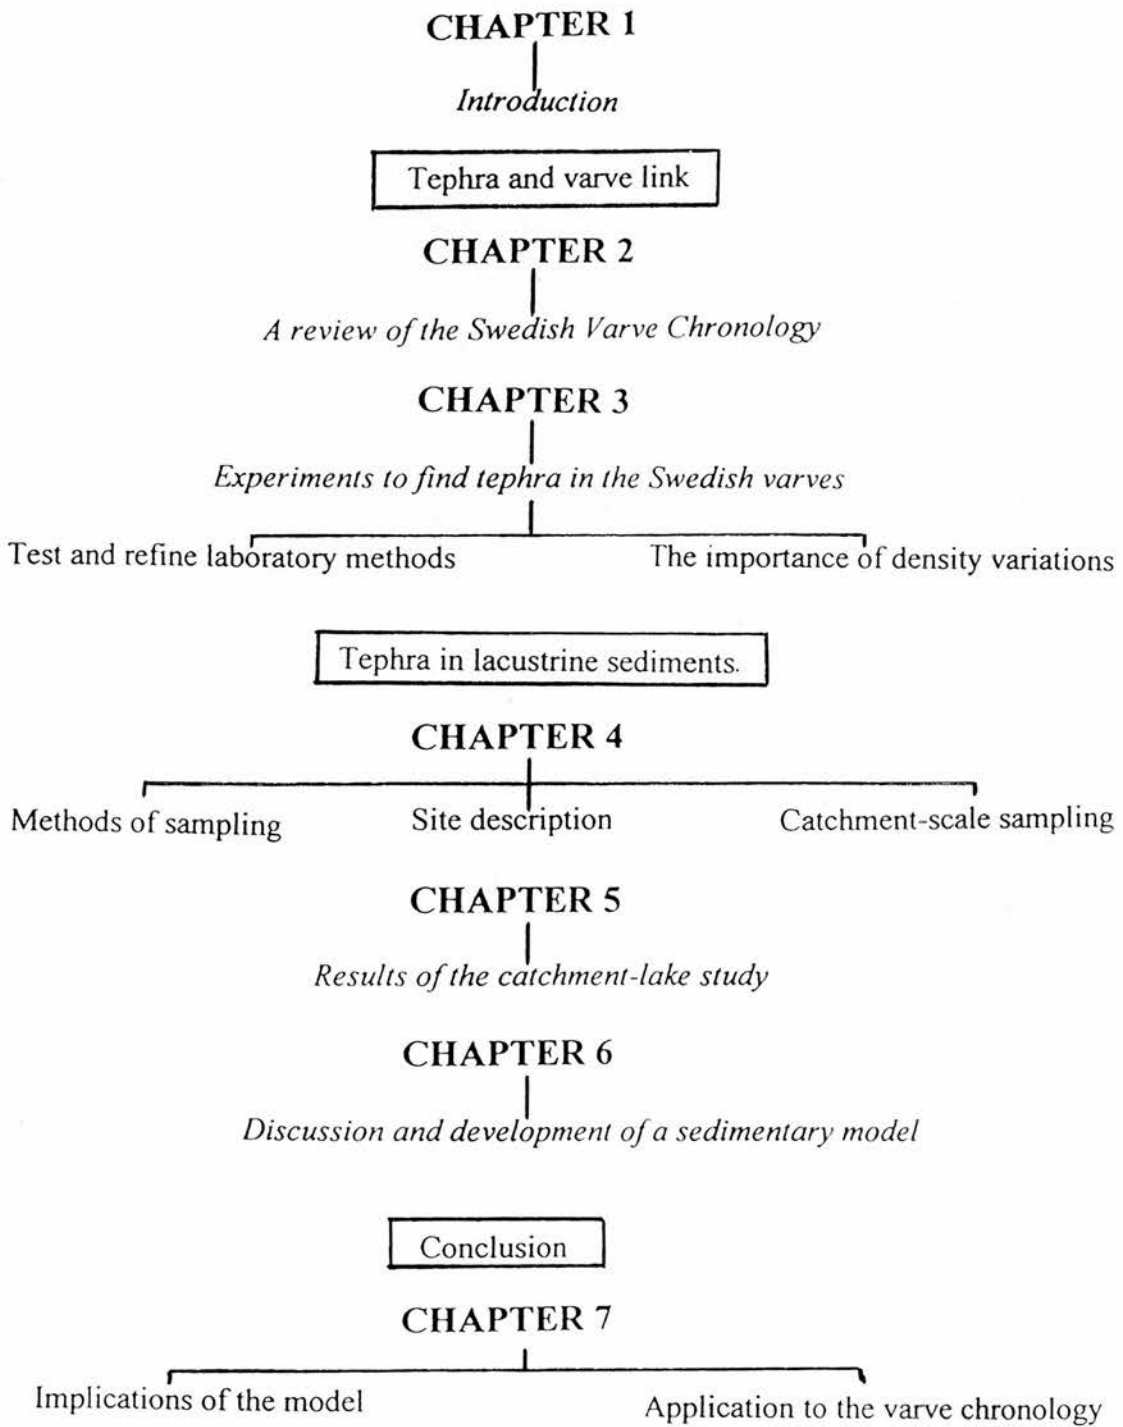 CHAPTER 1
Introduction
Tephra and varve link
CHAPTER 2
A review of the Swedish Varve Chronology
CHAPTER 3
Experiments to find tephra in the Swedish varves
Test and refine laboratory methods
The importance of density variations
Tephra in lacustrine sediments.
CHAPTER 4
Methods of sampling
Site description
Catchment-scale sampling
CHAPTER 5
Results of the catchment-lake study
CHAPTER 6
Discussion and development of a sedimentary model
Conclusion
CHAPTER 7
Implications of the model
Application to the varve chronology